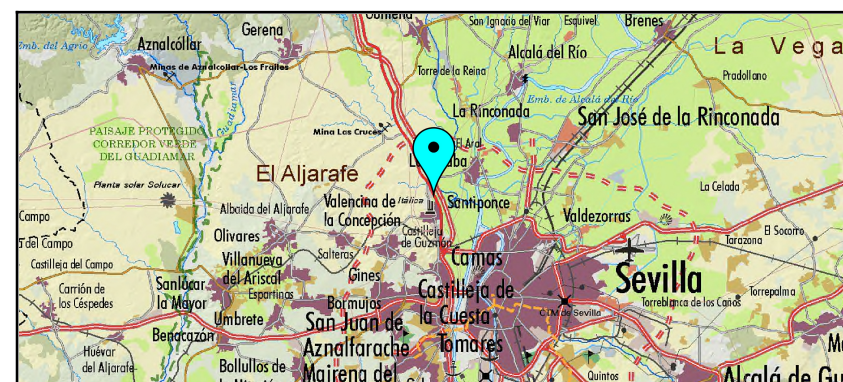 Guillena
San Ignacio del Viar
Esquivel
Brenes
Gerena
Emb. del Agrio
Aznalcóllar
Alcalá del Río
La Vega
Minas de Aznalcollar-Los Frailes
Torre de la Reina
Pradollano
Emb. de Alcalá del Río
La Rinconada
San José de la Rinconada
Guadiamar
PAISAJE PROTEGIDO
CORREDOR VERDE
DEL GUADIAMAR
Mina Las Cruces
El Aral
El Aljarafe
Planta solar Solucar
La Celada
Valencina de
la Concepción
Itálica
Santiponce
Albaida del Aljarafe
Valdezorras
Campo
Olivares
Castilleja
de Guzmán
El Socorro
Tarazona
del Campo
Salteras
Camas
Villanueva
del Ariscal
Castilleja del Campo
Gines
Sevilla
Carrión de
los Céspedes
Sanlúcar
la Mayor
Espartinas
Bormujos
Castilleja de
la Cuesta
Torreblanca de los Caños
Torrepalma
Umbrete
San Juan de
Aznalfarache
CTM de Sevilla
Benacazón
Tomares
Huévar
del Aljarafe
Bollullos de
Mairena del
Quintos
Alcalá de Gu